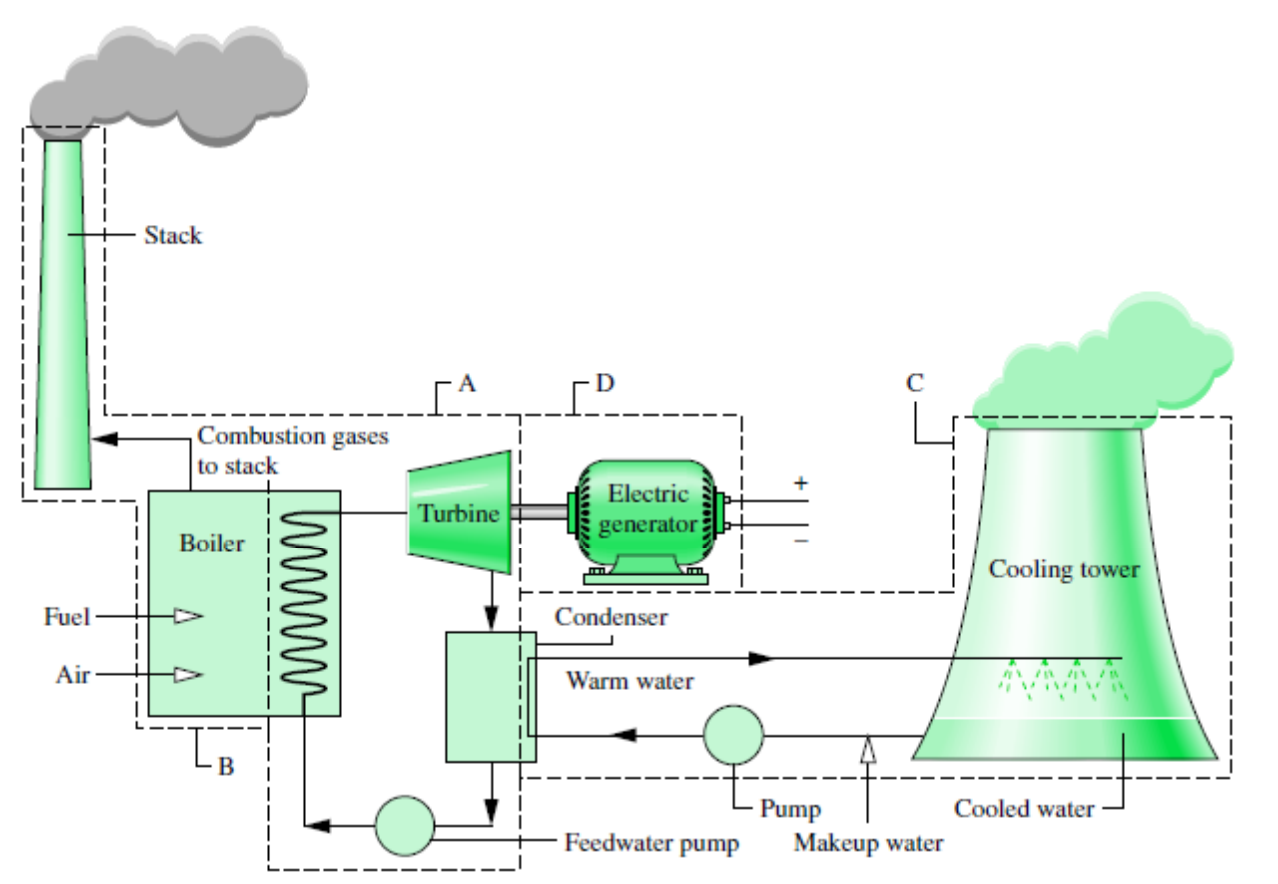 Stack
A
D
C
Combustion gases
to stack
+
Electric
generator
−
Turbine
Boiler
Cooling tower
Fuel
Condenser
Air
Warm water
B
Pump
Cooled water
Feedwater pump
Makeup water